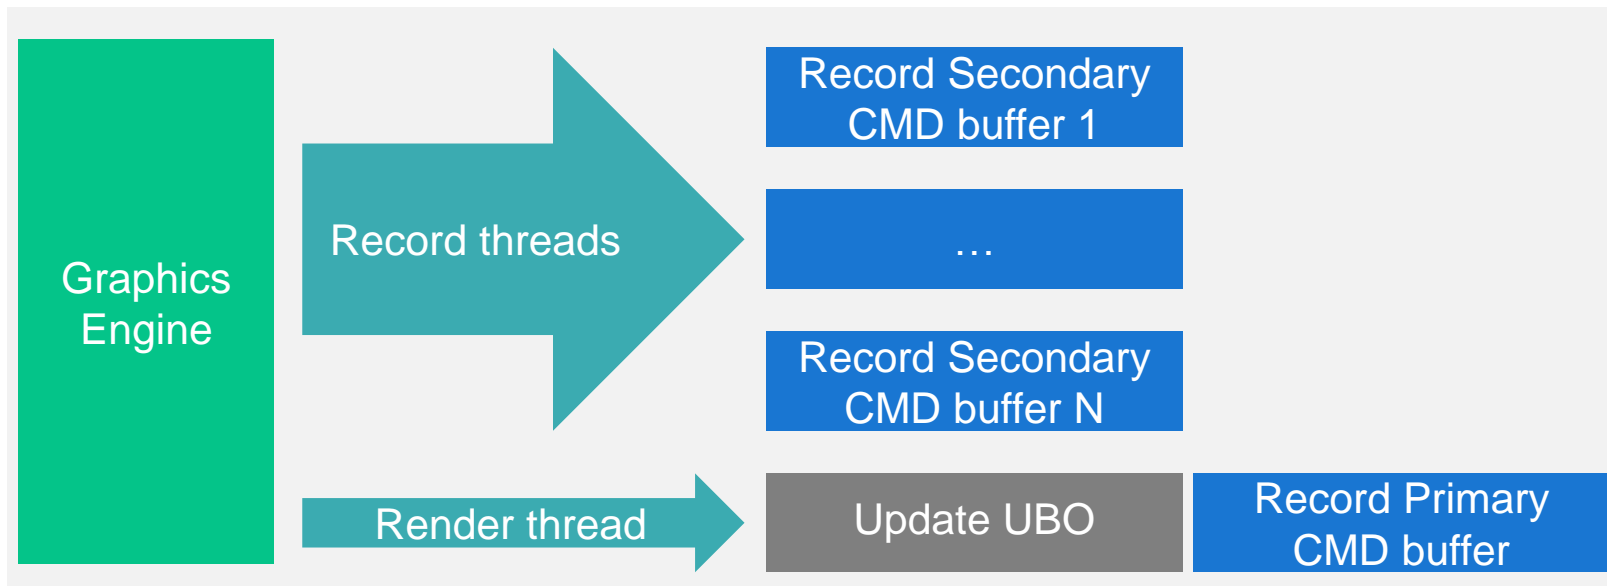 Graphics
Engine
Record threads
Record Secondary
CMD buffer 1
…
Record Secondary
CMD buffer N
Render thread
Update UBO
Record Primary
CMD buffer